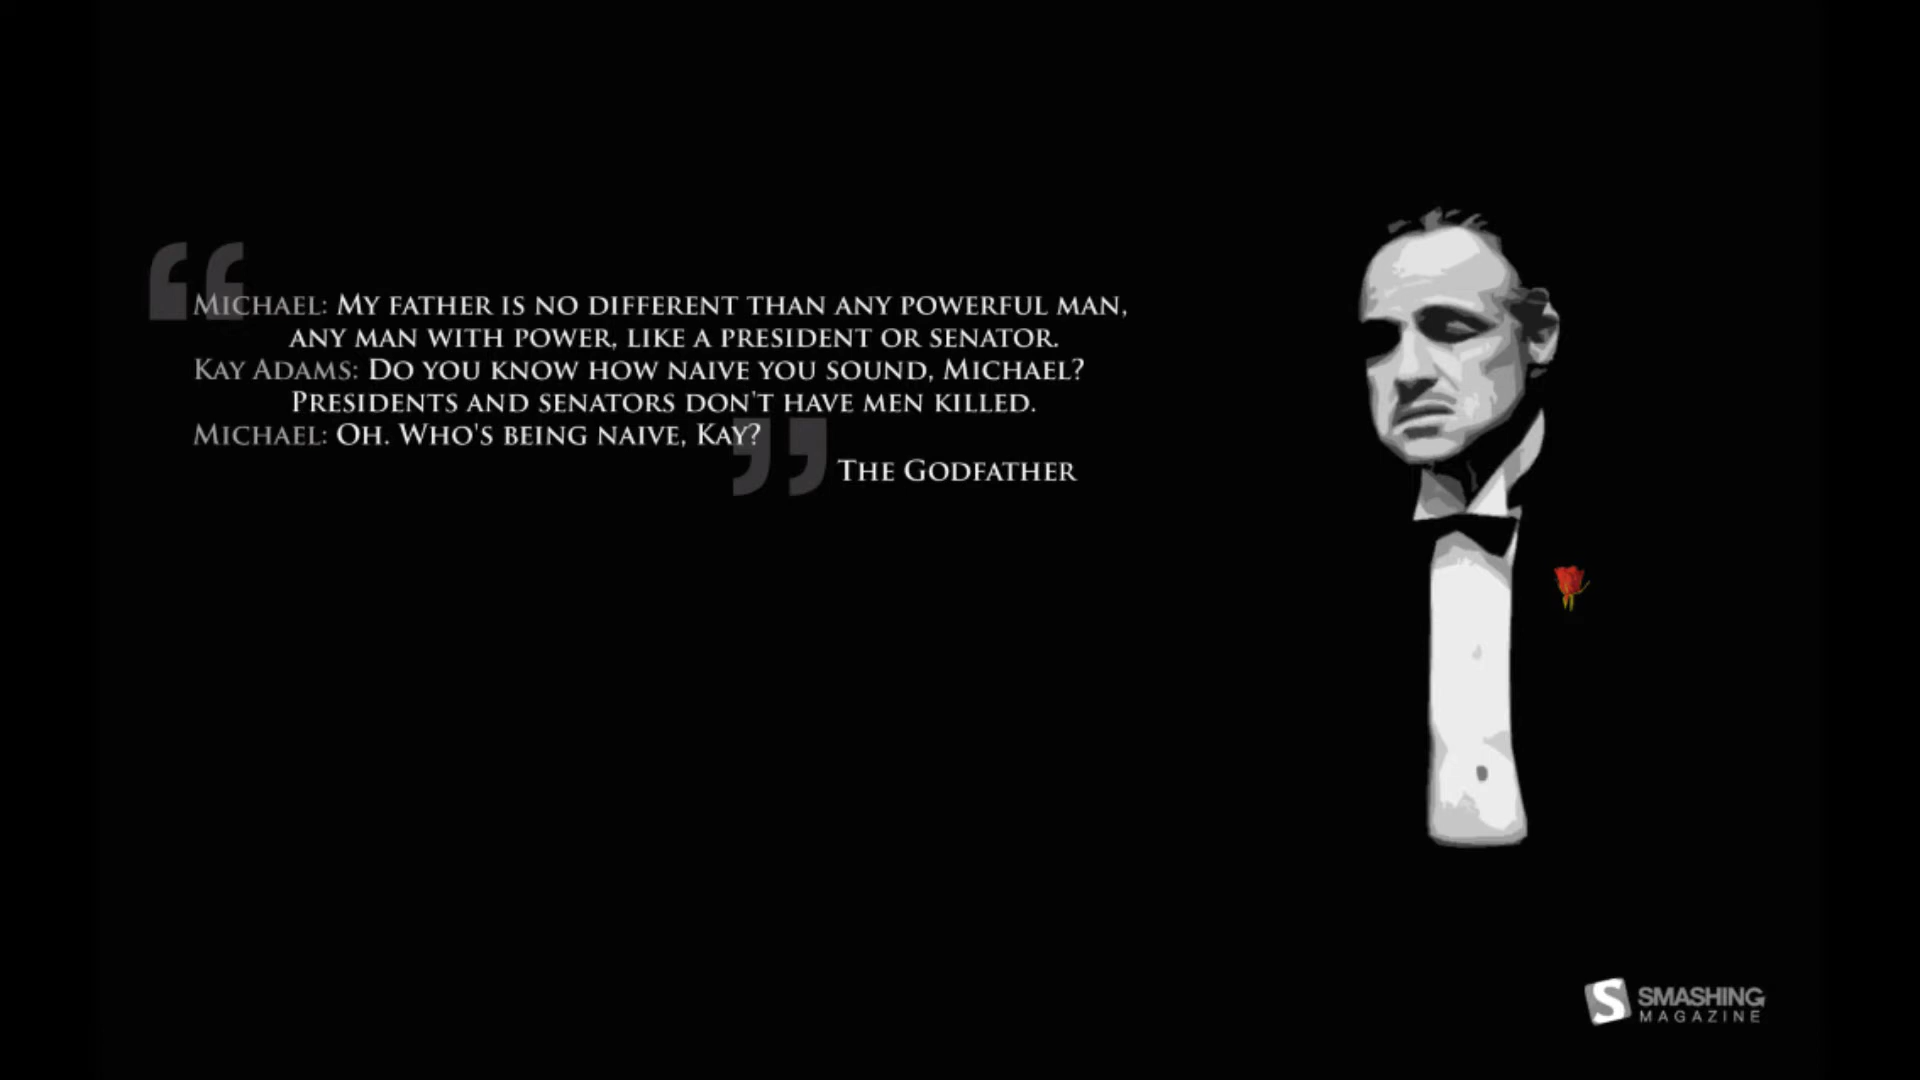 Michael: My father is no different than any powerful man,
any man with power, like a president or senator.
Kay Adams: Do you know how naive you sound, Michael?
Presidents and senators don't have men killed.
Michael: Oh. Who's being naive, Kay?
The Godfather
S SMASHING
MAGAZINE